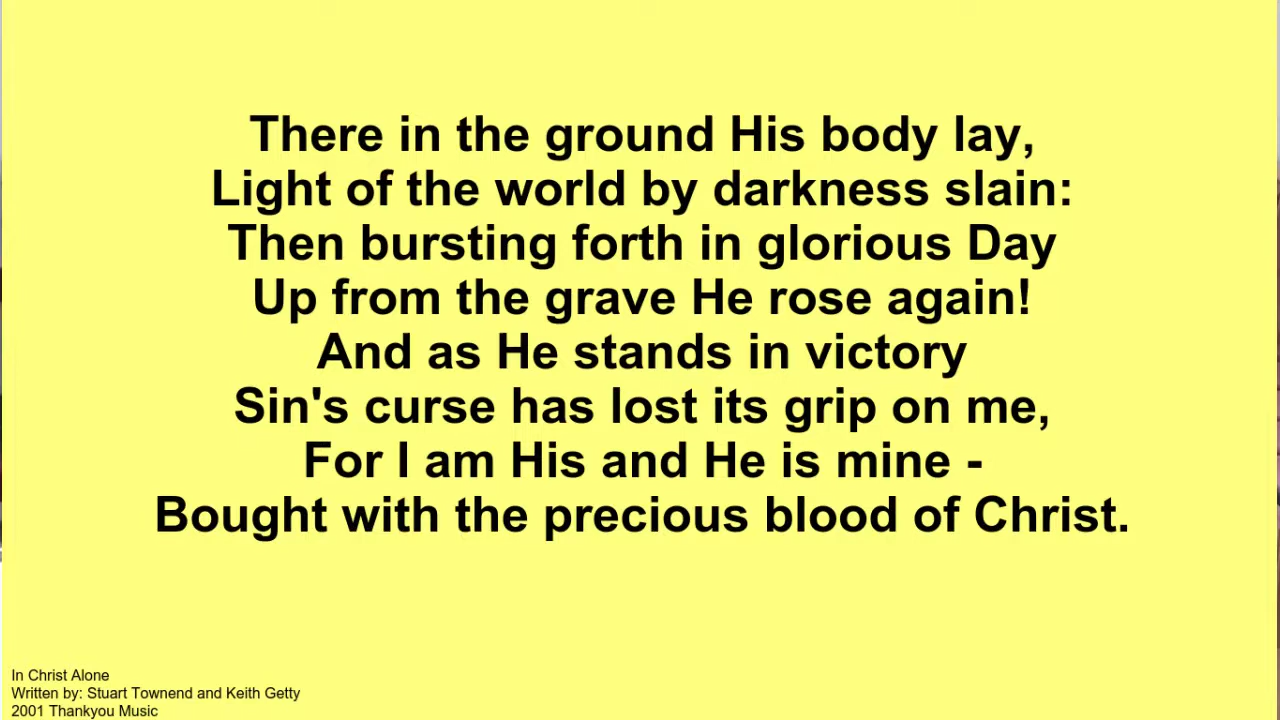 There in the ground His body lay,
Light of the world by darkness slain:
Then bursting forth in glorious Day
Up from the grave He rose again!
And as He stands in victory
Sin's curse has lost its grip on me,
For I am His and He is mine -
Bought with the precious blood of Christ.
In Christ Alone
Written by: Stuart Townend and Keith Getty
2001 Thankyou Music